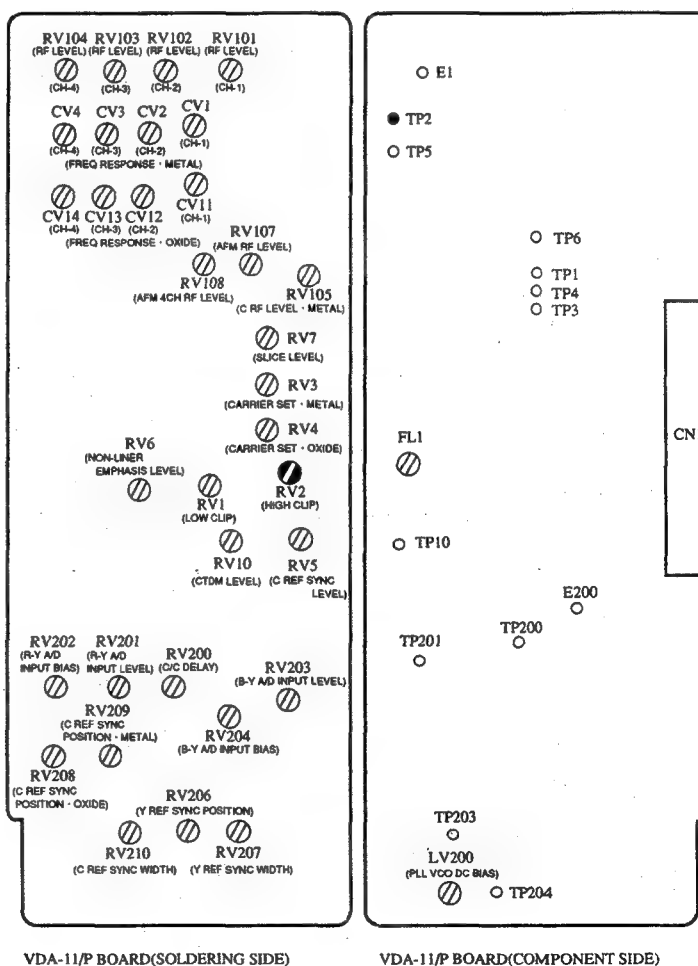 RV104 RV103 RV102 RV101
(RF LEVEL) (RF LEVEL) (RF LEVEL) (RF LEVEL)
(CH-4) (CH-3) (CH-2) (CH-1)
CV4 CV3 CV2 CV1
(CH-4) (CH-3) (CH-2) (CH-1)
(FREQ RESPONSE · METAL)
CV14 CV13 CV12 CV11
(CH-4) (CH-3) (CH-2) (CH-1)
(FREQ RESPONSE · OXIDE)
RV107
(AFM RF LEVEL)
RV108
(AFM 4CH RF LEVEL)
RV105
(C RF LEVEL · METAL)
RV7
(SLICE LEVEL)
RV3
(CARRIER SET · METAL)
RV4
(CARRIER SET · OXIDE)
RV6
(NON-LINER
EMPHASIS LEVEL)
RV1
(LOW CLIP)
RV2
(HIGH CLIP)
RV10
(CTDM LEVEL)
RV5
(C REF SYNC
LEVEL)
RV202
(R-Y A/D
INPUT BIAS)
RV201
(R-Y A/D
INPUT LEVEL)
RV200
(C/C DELAY)
RV203
(B-Y A/D INPUT LEVEL)
RV209
(C REF SYNC
POSITION · METAL)
RV204
(B-Y A/D INPUT BIAS)
RV208
(C REF SYNC
POSITION · OXIDE)
RV206
(Y REF SYNC POSITION)
RV210
(C REF SYNC WIDTH)
RV207
(Y REF SYNC WIDTH)
VDA-11/P BOARD(SOLDERING SIDE)
E1
TP2
TP5
TP6
TP1
TP4
TP3
CN
FL1
TP10
E200
TP200
TP201
TP203
LV200
(PLL VCO DC BIAS)
TP204
VDA-11/P BOARD(COMPONENT SIDE)